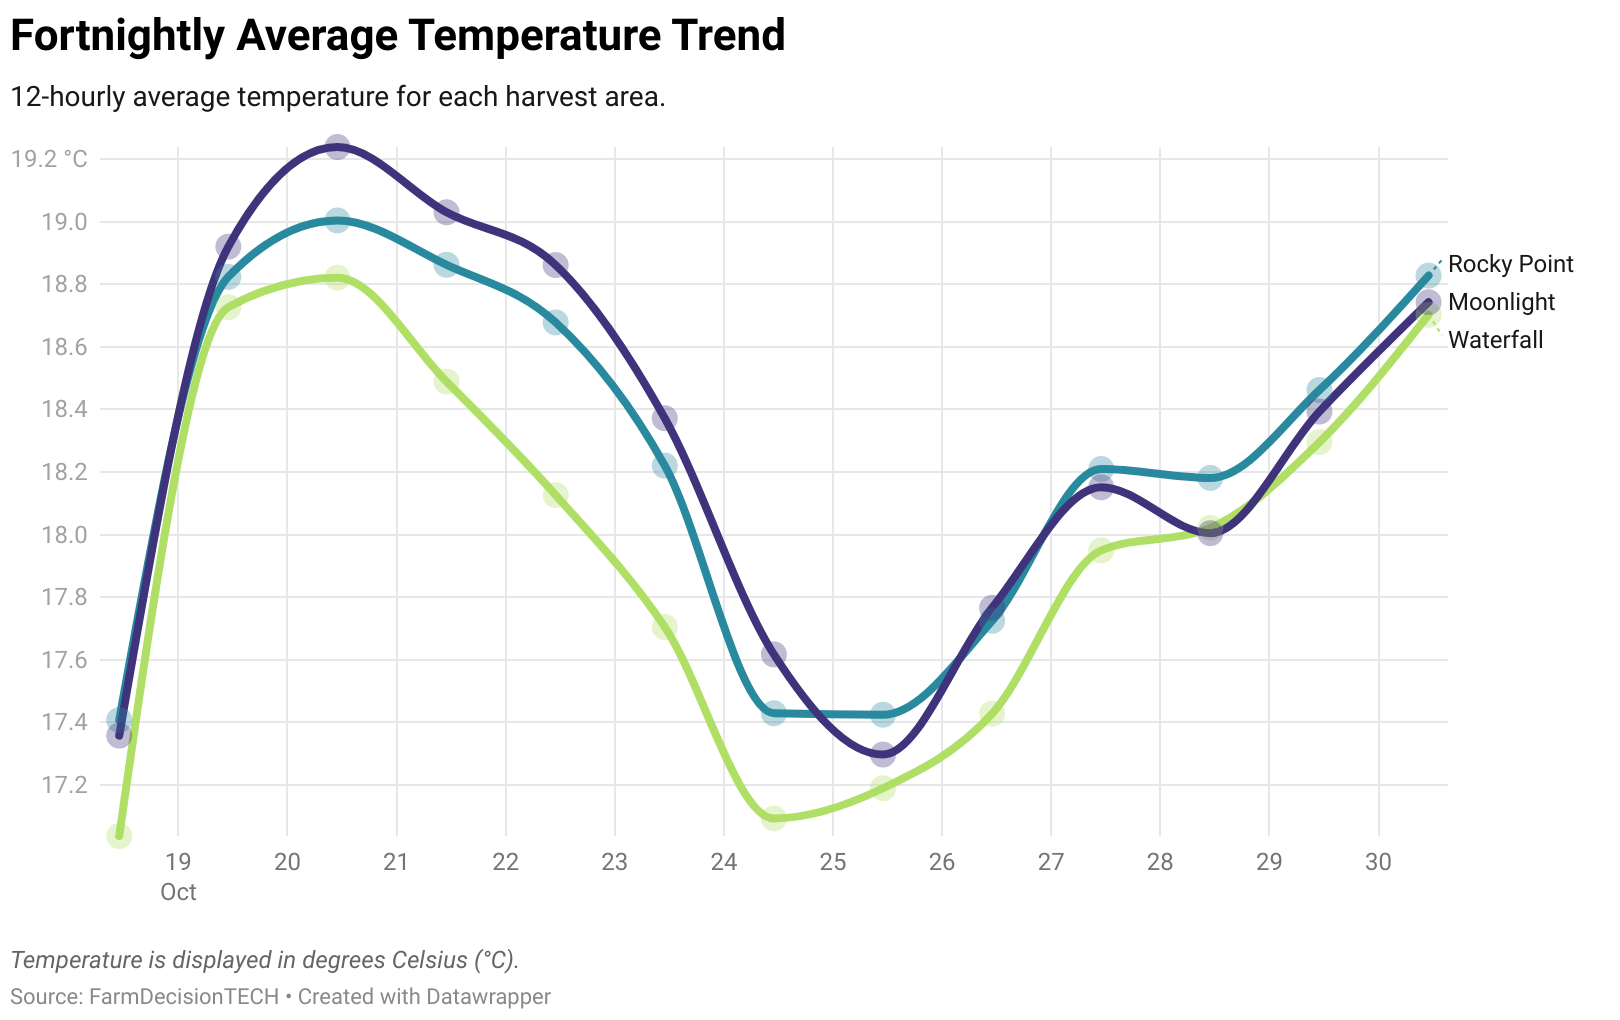 Fortnightly Average Temperature Trend
12-hourly average temperature for each harvest area.
19.2 °C
19.0
18.8
18.6
18.4
18.2
18.0
17.8
17.6
17.4
17.2
Rocky Point
Moonlight
Waterfall
19 20 21 22 23 24 25 26 27 28 29 30
Oct
Temperature is displayed in degrees Celsius (°C).
Source: FarmDecisionTECH • Created with Datawrapper